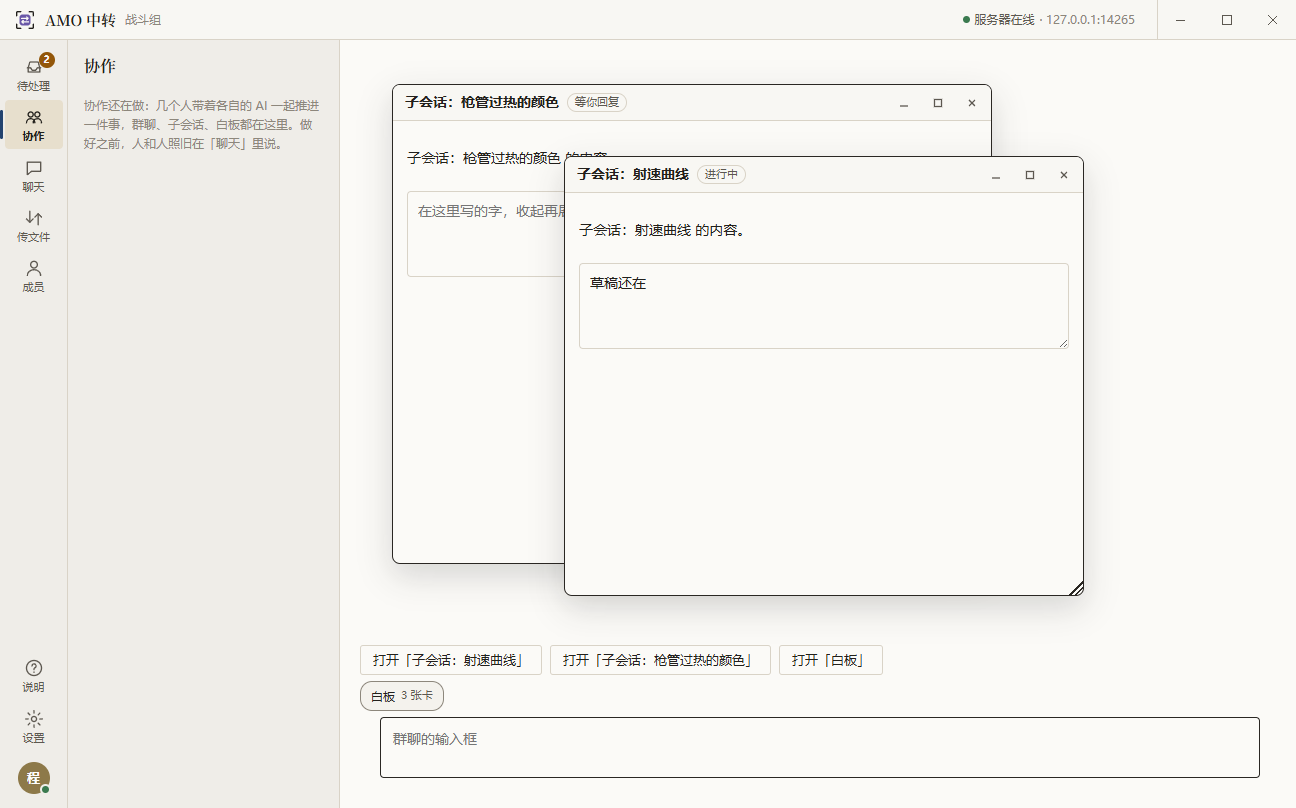 AMO 中转 战斗组
服务器在线 · 127.0.0.1:14265
2
待处理
协作
聊天
传文件
成员
说明
设置
程
协作
协作还在做：几个人带着各自的 AI 一起推进
一件事，群聊、子会话、白板都在这里。做
好之前，人和人照旧在「聊天」里说。
子会话：枪管过热的颜色 等你回复
子会话：枪管过热的颜色
在这里写的字，收起再
子会话：射速曲线 进行中
子会话：射速曲线 的内容。
草稿还在
打开「子会话：射速曲线」 打开「子会话：枪管过热的颜色」 打开「白板」
白板 3 张卡
群聊的输入框